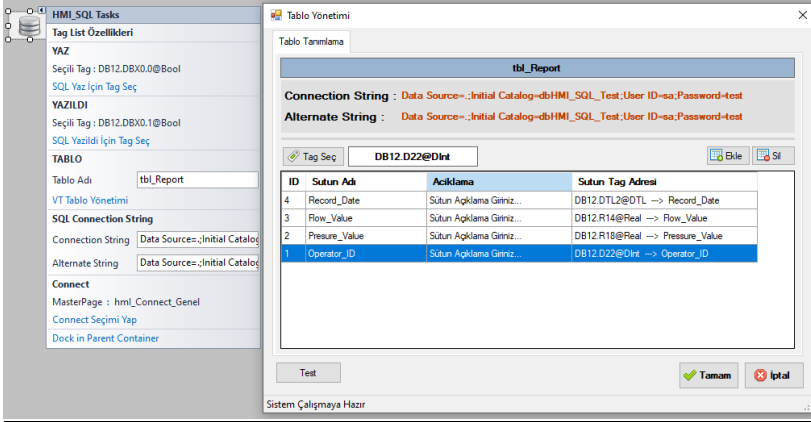 HMI_SQL Tasks
Tag List Özellikleri
YAZ
Seçili Tag : DB12.DBX0.0@Bool
SQL Yaz İçin Tag Seç
YAZILDI
Seçili Tag : DB12.DBX0.1@Bool
SQL Yazildi İçin Tag Seç
TABLO
Tablo Adı tbl_Report
VT Tablo Yönetimi
SQL Connection String
Connection String Data Source=.;Initial Catalog
Alternate String Data Source=.;Initial Catalog
Connect
MasterPage : hml_Connect_Genel
Connect Seçimi Yap
Dock in Parent Container
Tablo Yönetimi
Tablo Tanımlama
tbl_Report
Connection String : Data Source=.;Initial Catalog=dbHMI_SQL_Test;User ID=sa;Password=test
Alternate String : Data Source=.;Initial Catalog=dbHMI_SQL_Test;User ID=sa;Password=test
Tag Seç DB12.D22@DInt Ekle Sil
ID Sutun Adı Aciklama Sutun Tag Adresi
4 Record_Date Sütun Açıklama Giriniz... DB12.DTL2@DTL ---> Record_Date
3 Flow_Value Sütun Açıklama Giriniz... DB12.R14@Real ---> Flow_Value
2 Presure_Value Sütun Açıklama Giriniz... DB12.R18@Real ---> Pressure_Value
1 Operator_ID Sütun Açıklama Giriniz... DB12.D22@DInt ---> Operator_ID
Test Tamam İptal
Sistem Çalışmaya Hazır